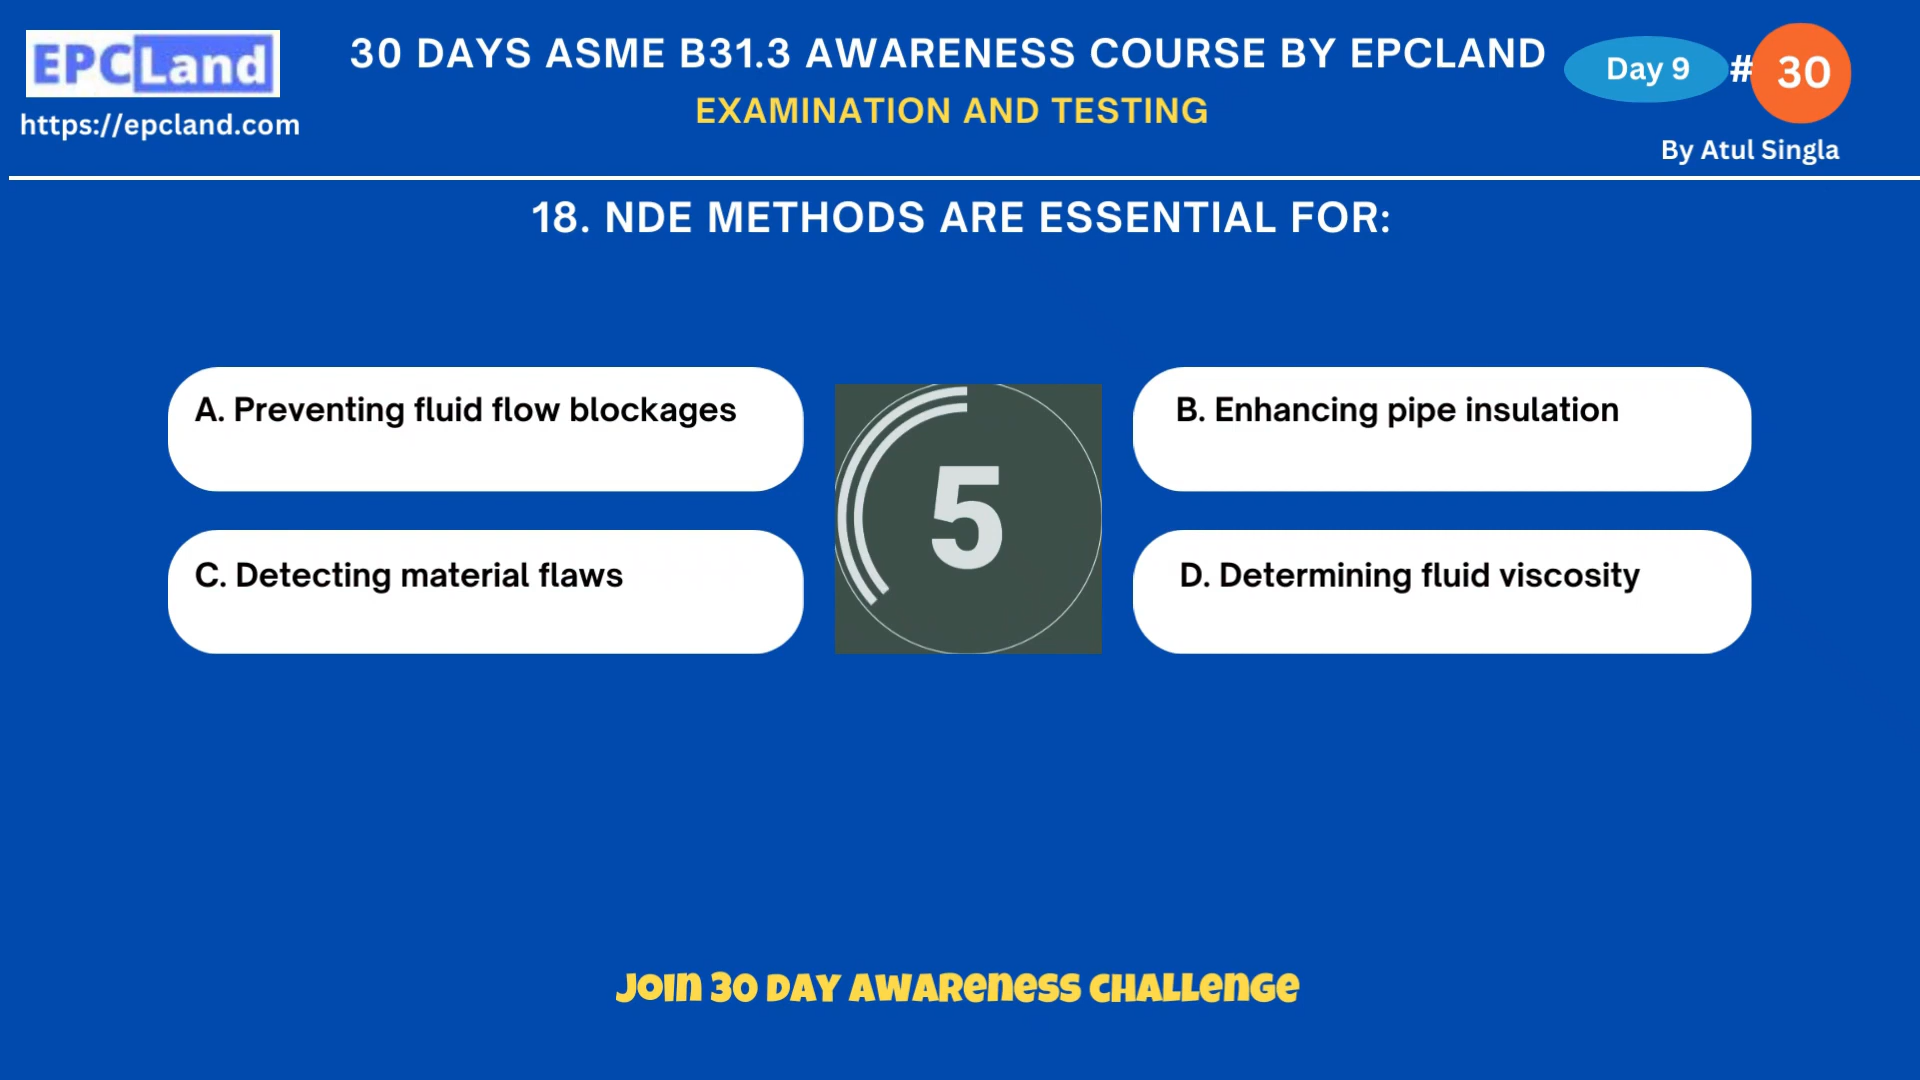 EPCLand
https://epcland.com
30 DAYS ASME B31.3 AWARENESS COURSE BY EPCLAND
EXAMINATION AND TESTING
Day 9 # 30
By Atul Singla
18. NDE METHODS ARE ESSENTIAL FOR:
A. Preventing fluid flow blockages
B. Enhancing pipe insulation
5
C. Detecting material flaws
D. Determining fluid viscosity
Join 30 Day Awareness Challenge